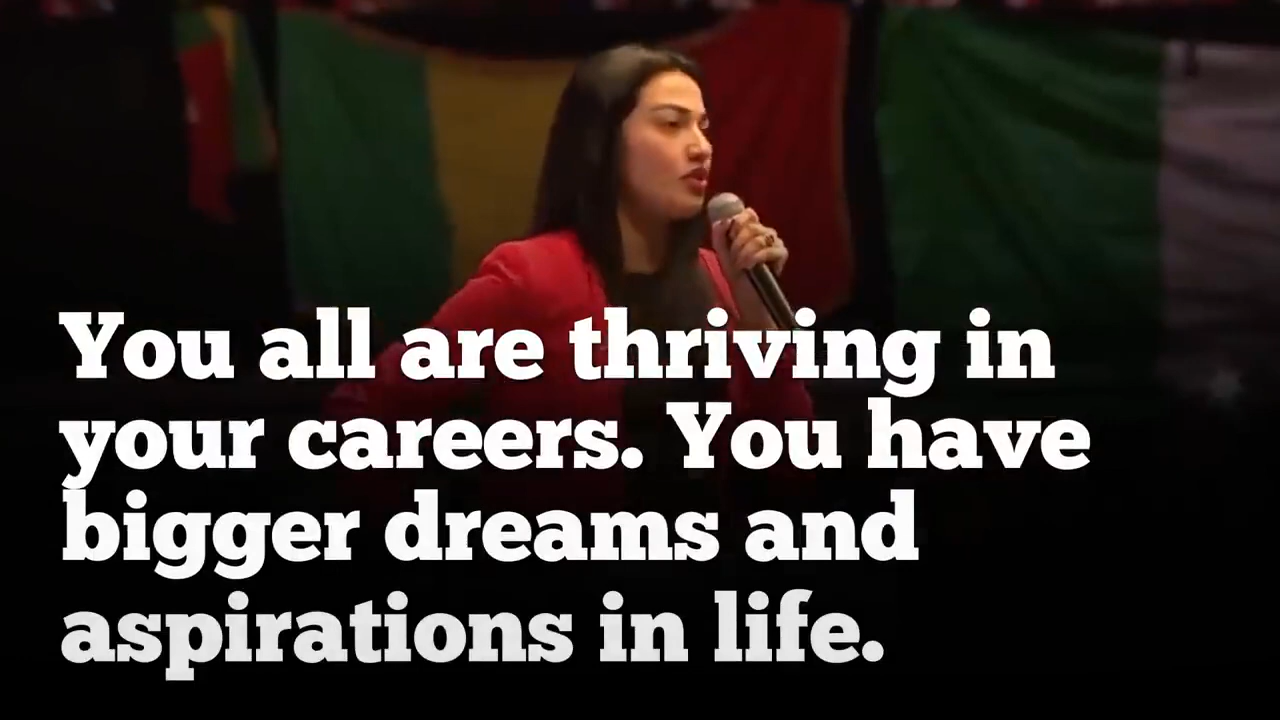 You all are thriving in
your careers. You have
bigger dreams and
aspirations in life.